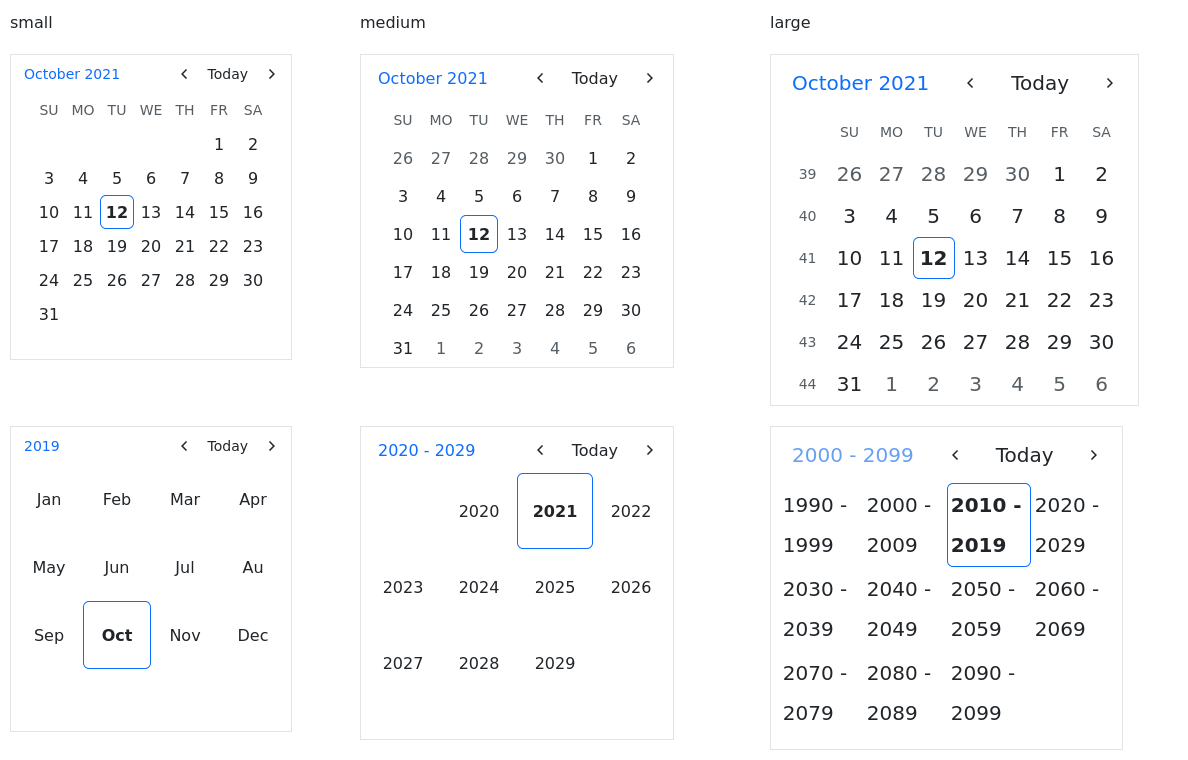 small
October 2021 Today
SU MO TU WE TH FR SA
1 2
3 4 5 6 7 8 9
10 11 12 13 14 15 16
17 18 19 20 21 22 23
24 25 26 27 28 29 30
31
medium
October 2021 Today
SU MO TU WE TH FR SA
26 27 28 29 30 1 2
3 4 5 6 7 8 9
10 11 12 13 14 15 16
17 18 19 20 21 22 23
24 25 26 27 28 29 30
31 1 2 3 4 5 6
large
October 2021 Today
SU MO TU WE TH FR SA
39 26 27 28 29 30 1 2
40 3 4 5 6 7 8 9
41 10 11 12 13 14 15 16
42 17 18 19 20 21 22 23
43 24 25 26 27 28 29 30
44 31 1 2 3 4 5 6
2019 Today
Jan Feb Mar Apr
May Jun Jul Au
Sep Oct Nov Dec
2020 - 2029 Today
2020 2021 2022
2023 2024 2025 2026
2027 2028 2029
2000 - 2099 Today
1990 - 2000 - 2010 - 2020 -
1999 2009 2019 2029
2030 - 2040 - 2050 - 2060 -
2039 2049 2059 2069
2070 - 2080 - 2090 -
2079 2089 2099